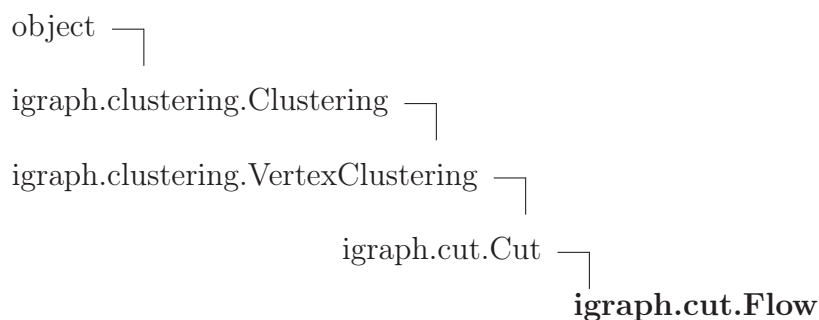 object
igraph.clustering.Clustering
igraph.clustering.VertexClustering
igraph.cut.Cut
igraph.cut.Flow